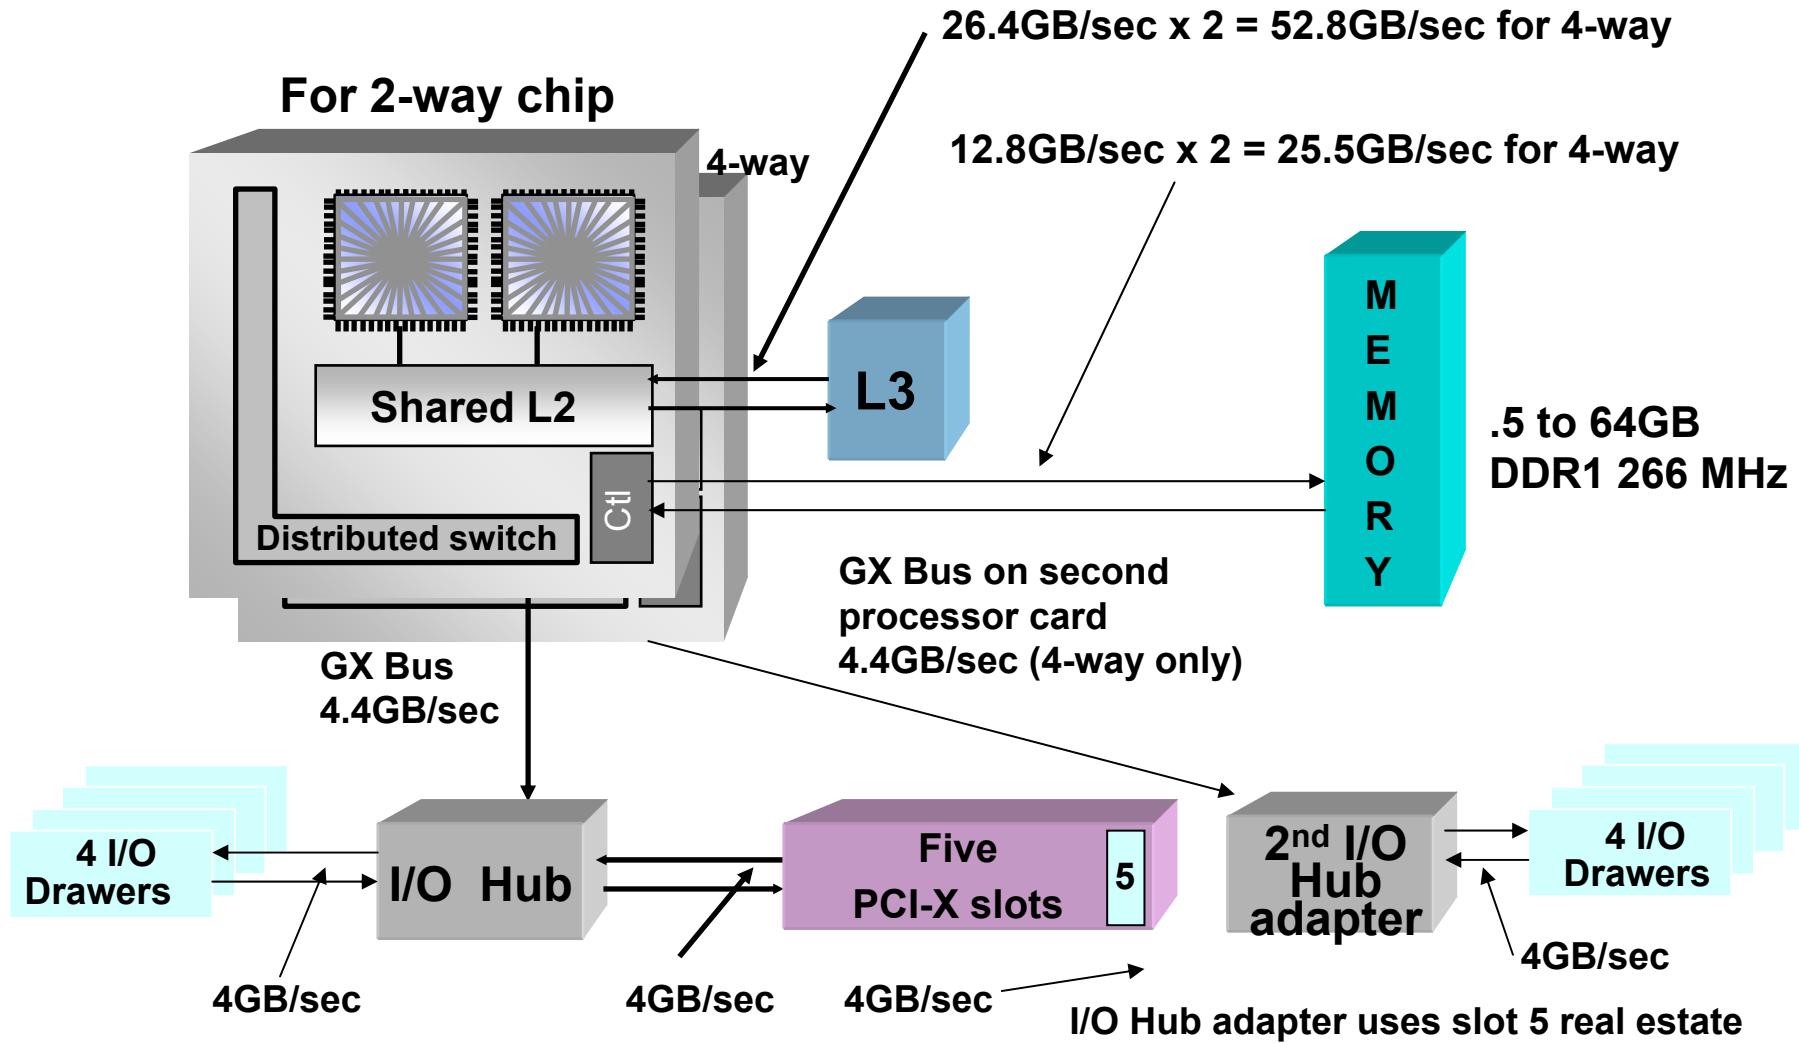 26.4GB/sec x 2 = 52.8GB/sec for 4-way
For 2-way chip
12.8GB/sec x 2 = 25.5GB/sec for 4-way
4-way
Shared L2
L3
Ctl
Distributed switch
M
E
M
O
R
Y
.5 to 64GB
DDR1 266 MHz
GX Bus on second
processor card
4.4GB/sec (4-way only)
GX Bus
4.4GB/sec
4 I/O
Drawers
I/O Hub
Five
PCI-X slots
5
2nd I/O
Hub
adapter
4 I/O
Drawers
4GB/sec
4GB/sec
4GB/sec
4GB/sec
I/O Hub adapter uses slot 5 real estate